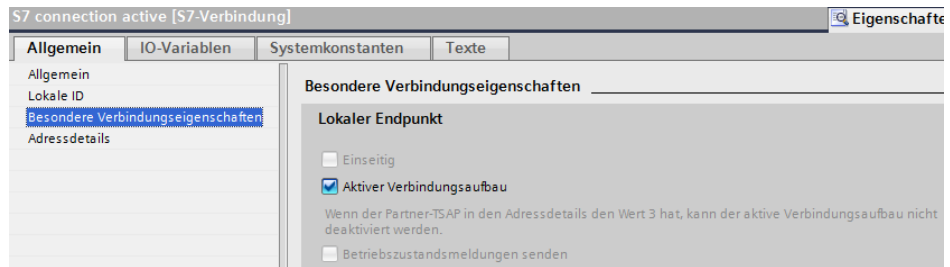 S7 connection active [S7-Verbindung]
Eigenschafte
Allgemein IO-Variablen Systemkonstanten Texte
Allgemein
Lokale ID
Besondere Verbindungseigenschaften
Adressdetails
Besondere Verbindungseigenschaften
Lokaler Endpunkt
Einseitig
Aktiver Verbindungsaufbau
Wenn der Partner-TSAP in den Adressdetails den Wert 3 hat, kann der aktive Verbindungsaufbau nicht
deaktiviert werden.
Betriebszustandsmeldungen senden